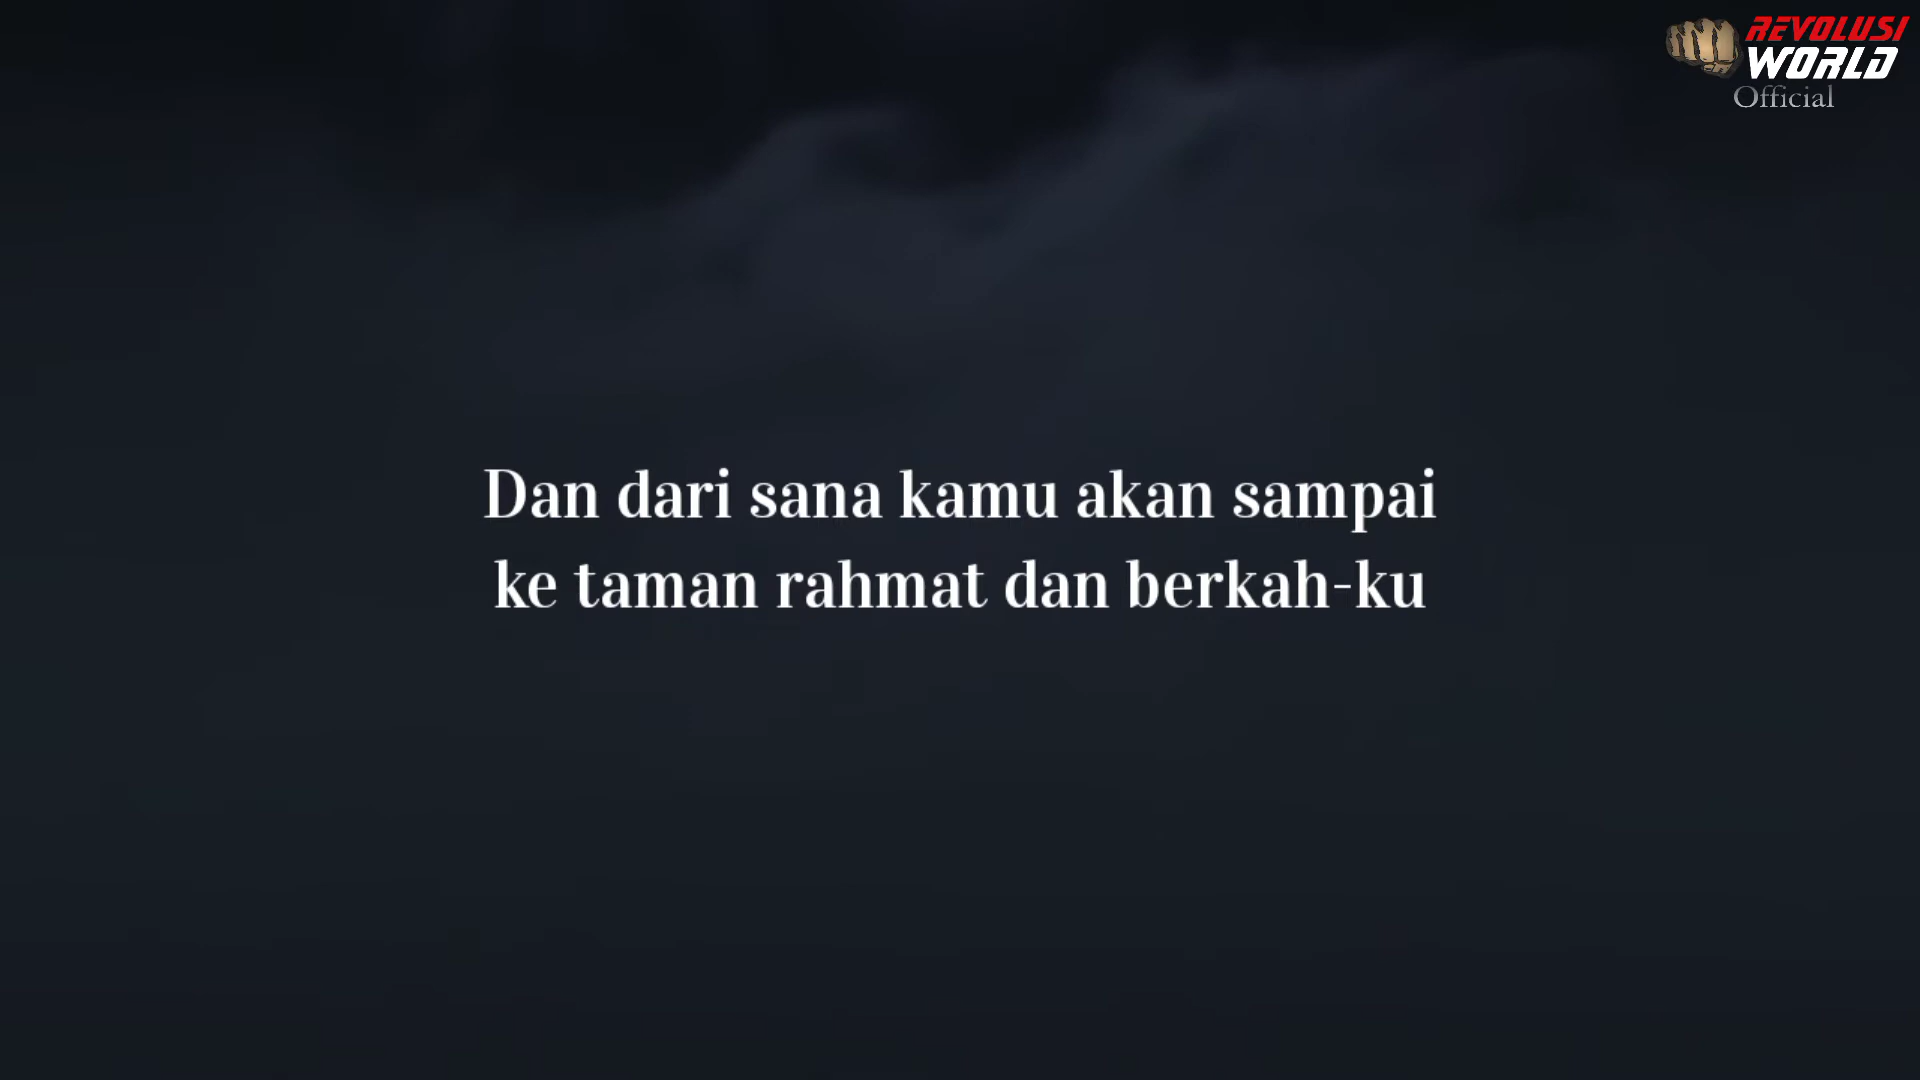 REVOLUSI
WORLD
Official
Dan dari sana kamu akan sampai
ke taman rahmat dan berkah-ku